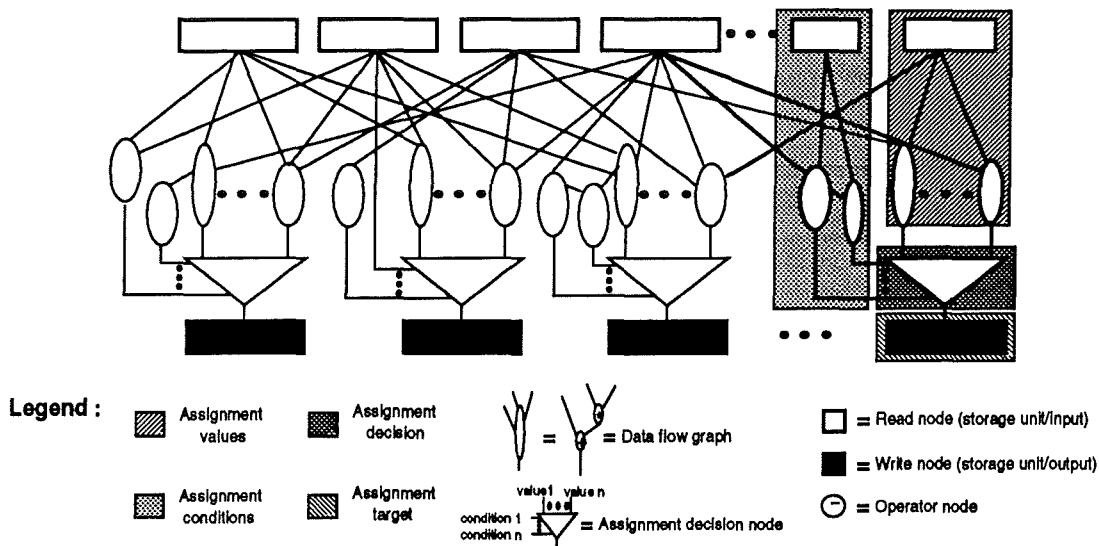 Legend :
Assignment
values
Assignment
decision
Assignment
conditions
Assignment
target
= = Data flow graph
value1 value n
condition 1
condition n
= Assignment decision node
= Read node (storage unit/input)
= Write node (storage unit/output)
= Operator node